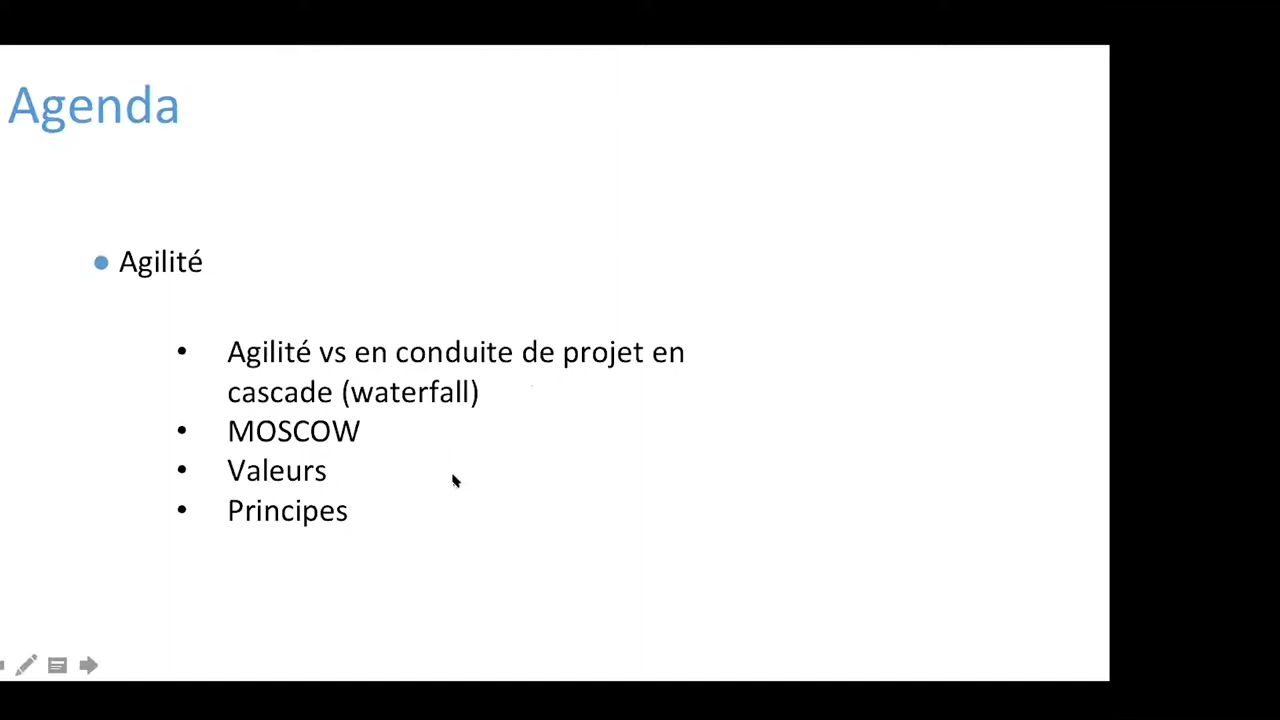 Agenda
Agilité
Agilité vs en conduite de projet en
cascade (waterfall)
MOSCOW
Valeurs
Principes